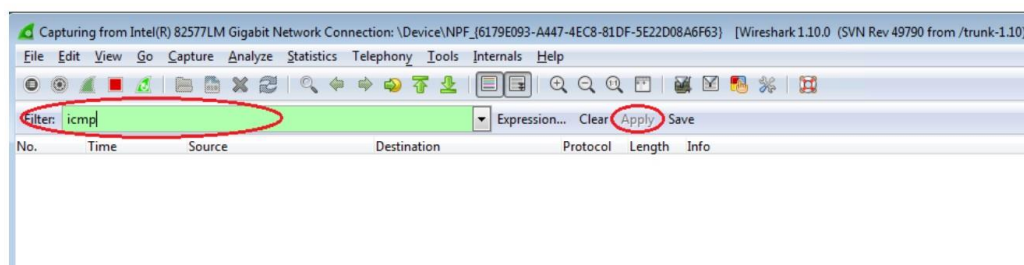 Capturing from Intel(R) 82577LM Gigabit Network Connection: \Device\NPF_{6179E093-A447-4EC8-81DF-5E22D08A6F63} [Wireshark 1.10.0 (SVN Rev 49790 from /trunk-1.10)
File Edit View Go Capture Analyze Statistics Telephony Tools Internals Help
Filter: icmp Expression... Clear Apply Save
No. Time Source Destination Protocol Length Info